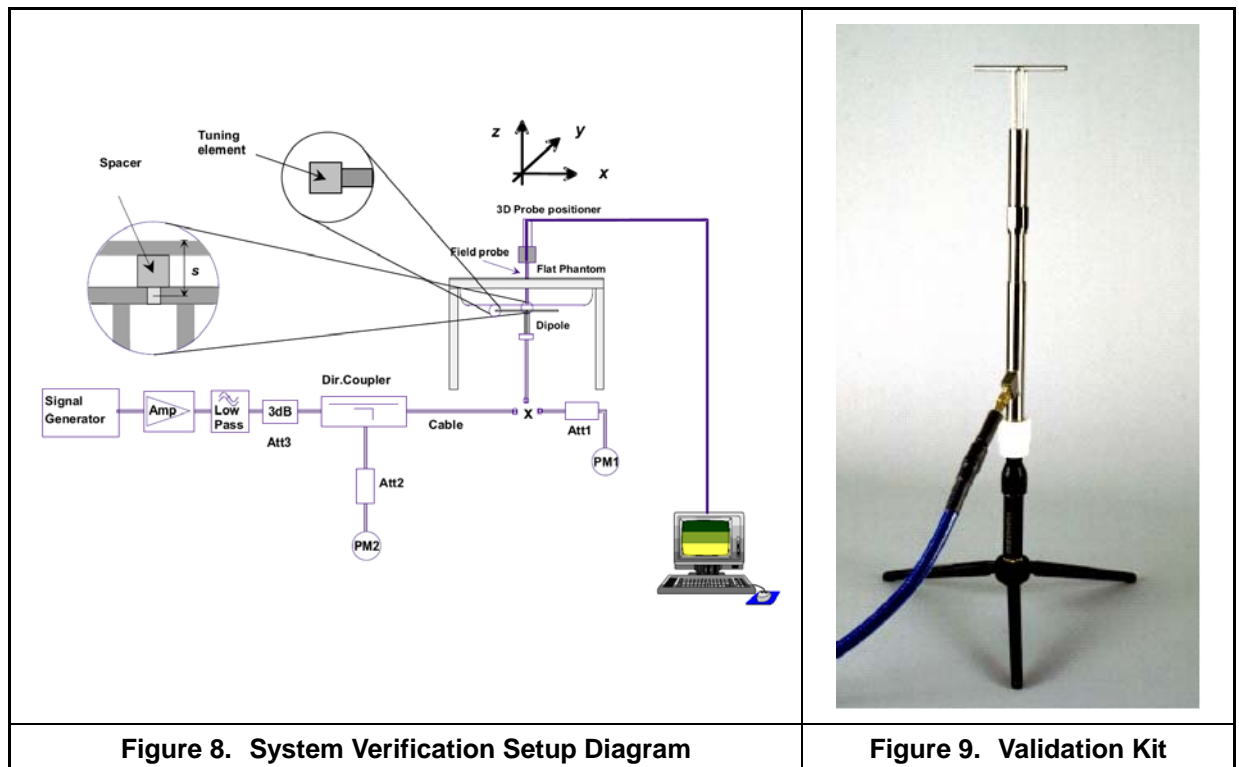 Tuning
element
Spacer
z
y
x
s
3D Probe positioner
Field probe
Flat Phantom
Dipole
Dir.Coupler
Signal
Generator
Amp
Low
Pass
3dB
Att3
Cable
x
Att1
PM1
Att2
PM2
Figure 8. System Verification Setup Diagram
Figure 9. Validation Kit